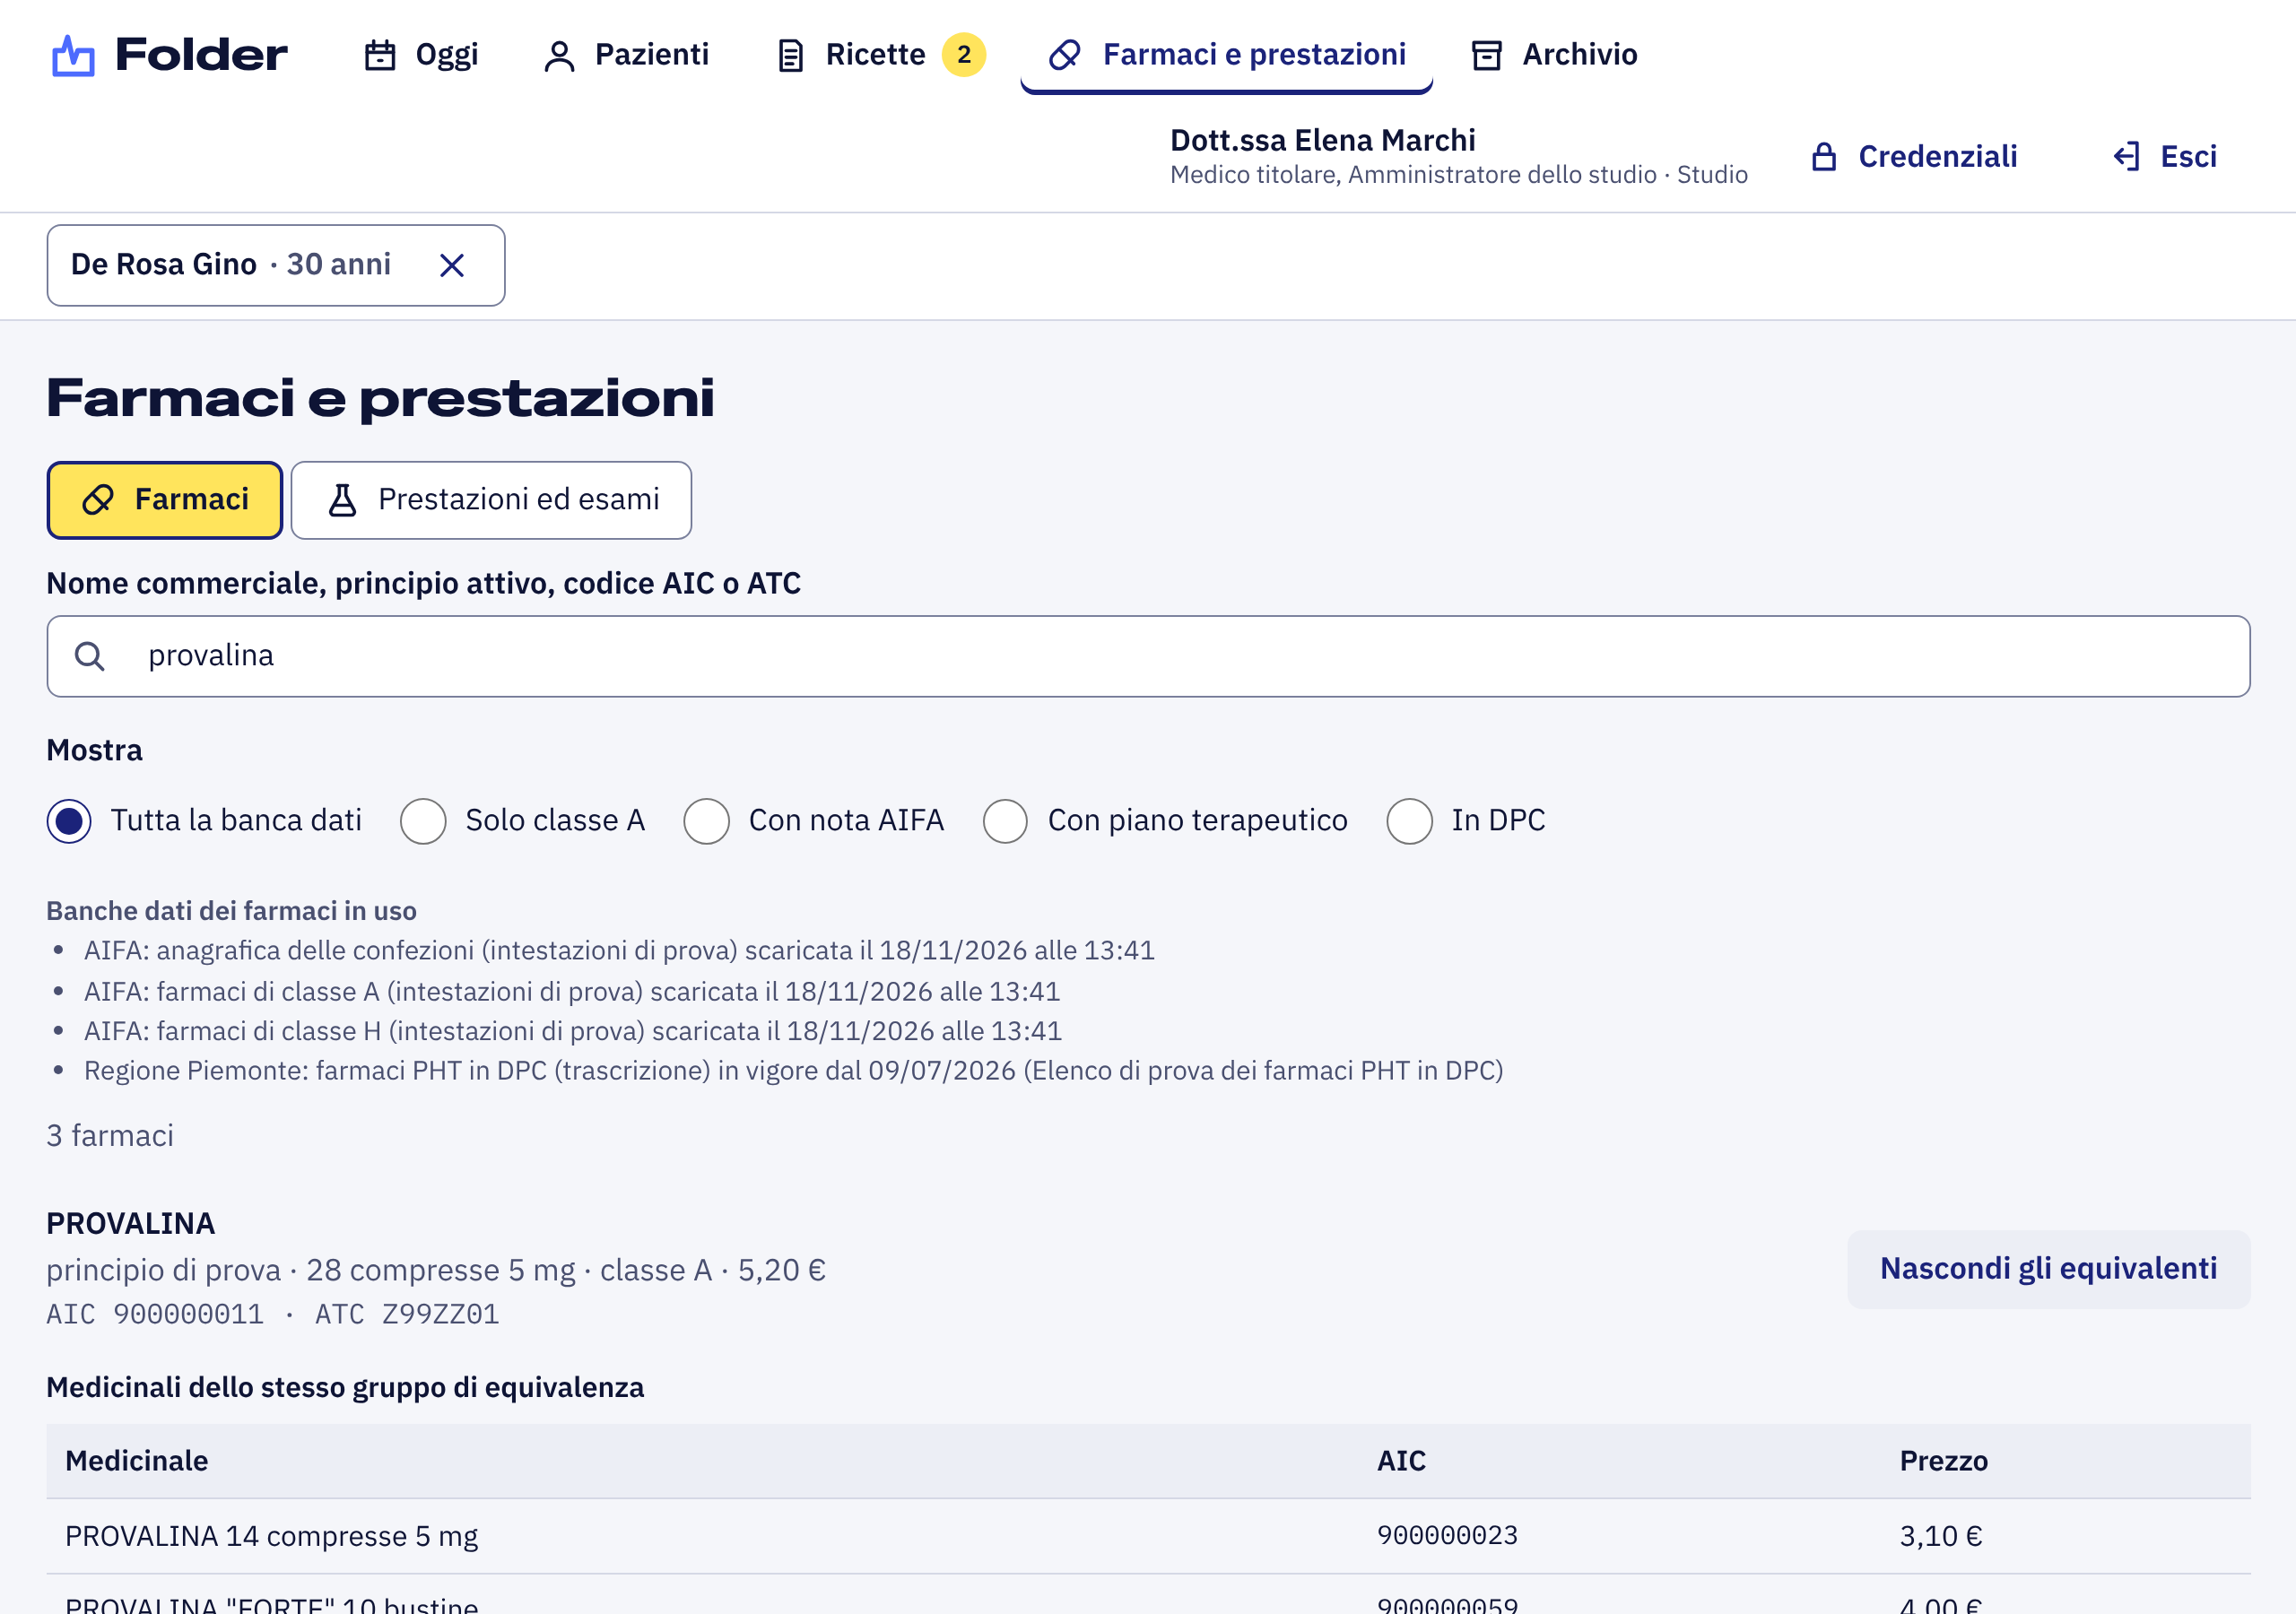 Folder
Oggi
Pazienti
Ricette 2
Farmaci e prestazioni
Archivio
Dott.ssa Elena Marchi
Medico titolare, Amministratore dello studio · Studio
Credenziali
Esci
De Rosa Gino · 30 anni
Farmaci e prestazioni
Farmaci
Prestazioni ed esami
Nome commerciale, principio attivo, codice AIC o ATC
provalina
Mostra
Tutta la banca dati
Solo classe A
Con nota AIFA
Con piano terapeutico
In DPC
Banche dati dei farmaci in uso
• AIFA: anagrafica delle confezioni (intestazioni di prova) scaricata il 18/11/2026 alle 13:41
• AIFA: farmaci di classe A (intestazioni di prova) scaricata il 18/11/2026 alle 13:41
• AIFA: farmaci di classe H (intestazioni di prova) scaricata il 18/11/2026 alle 13:41
• Regione Piemonte: farmaci PHT in DPC (trascrizione) in vigore dal 09/07/2026 (Elenco di prova dei farmaci PHT in DPC)
3 farmaci
PROVALINA
principio di prova · 28 compresse 5 mg · classe A · 5,20 €
AIC 900000011 · ATC Z99ZZ01
Nascondi gli equivalenti
Medicinali dello stesso gruppo di equivalenza
Medicinale AIC Prezzo
PROVALINA 14 compresse 5 mg 900000023 3,10 €
PROVALINA "FORTE" 10 bustine 900000059 4,00 €